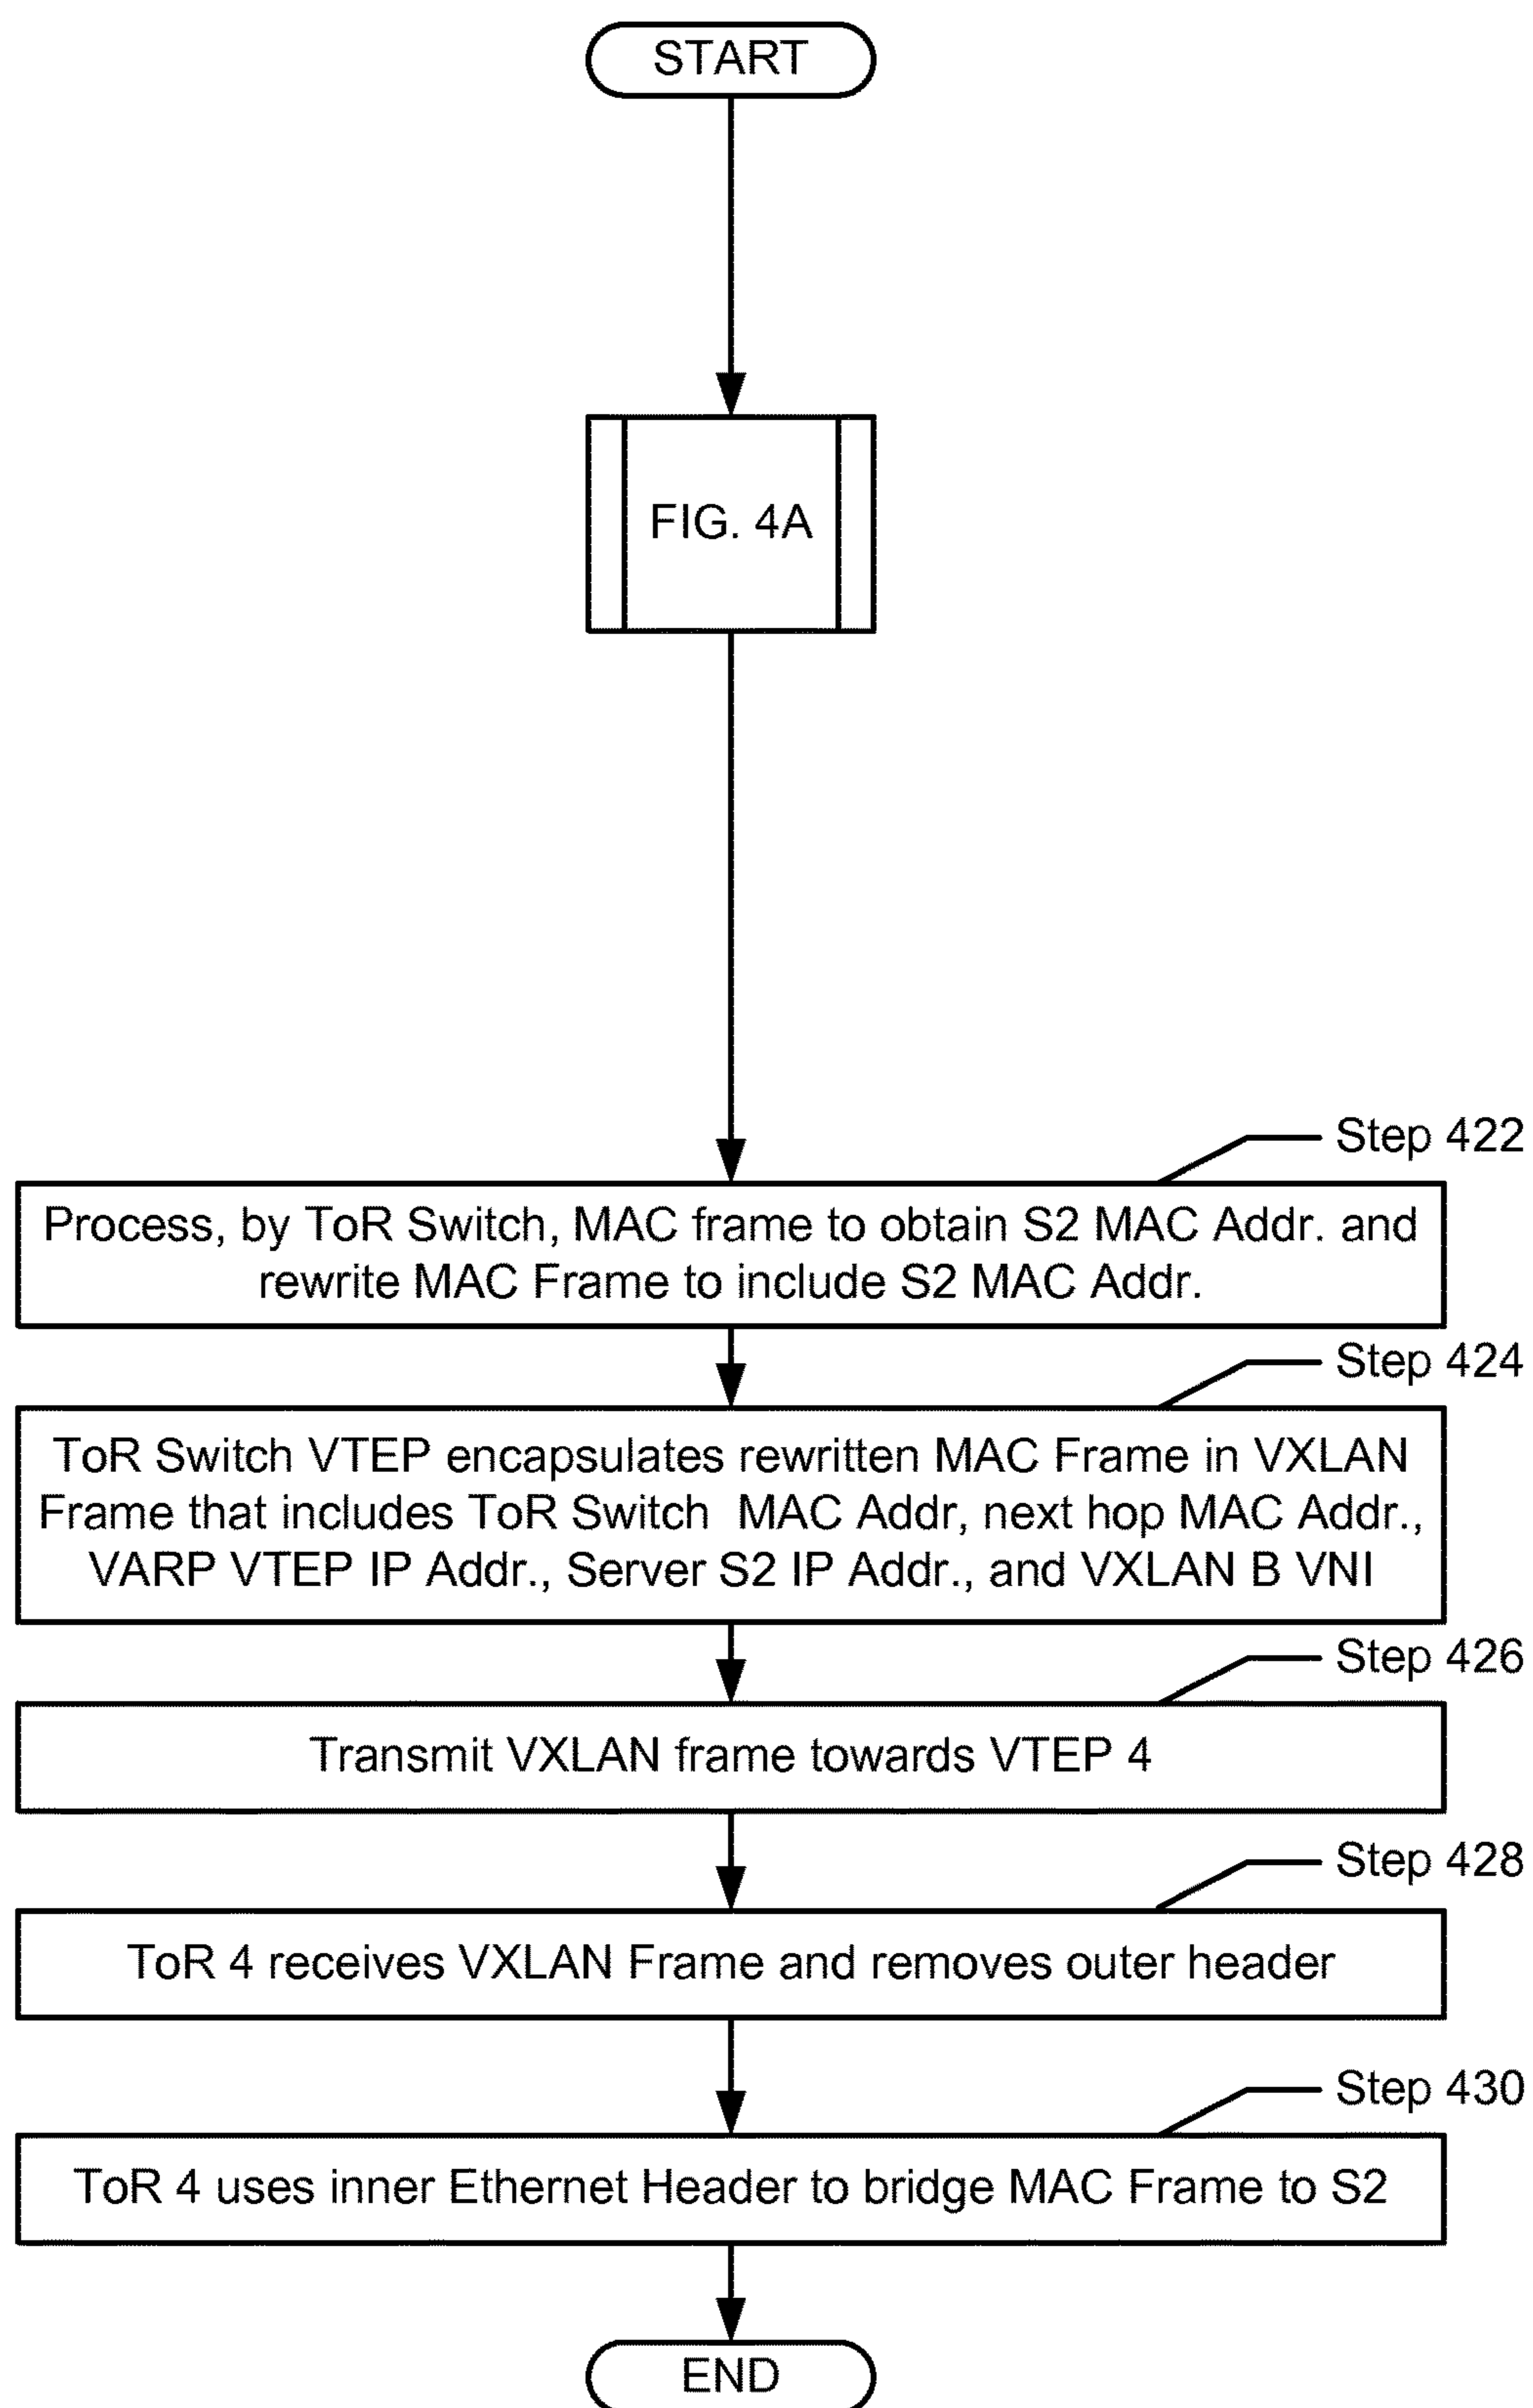 START
FIG. 4A
Step 422
Process, by ToR Switch, MAC frame to obtain S2 MAC Addr. and
rewrite MAC Frame to include S2 MAC Addr.
Step 424
ToR Switch VTEP encapsulates rewritten MAC Frame in VXLAN
Frame that includes ToR Switch MAC Addr, next hop MAC Addr.,
VARP VTEP IP Addr., Server S2 IP Addr., and VXLAN B VNI
Step 426
Transmit VXLAN frame towards VTEP 4
Step 428
ToR 4 receives VXLAN Frame and removes outer header
Step 430
ToR 4 uses inner Ethernet Header to bridge MAC Frame to S2
END